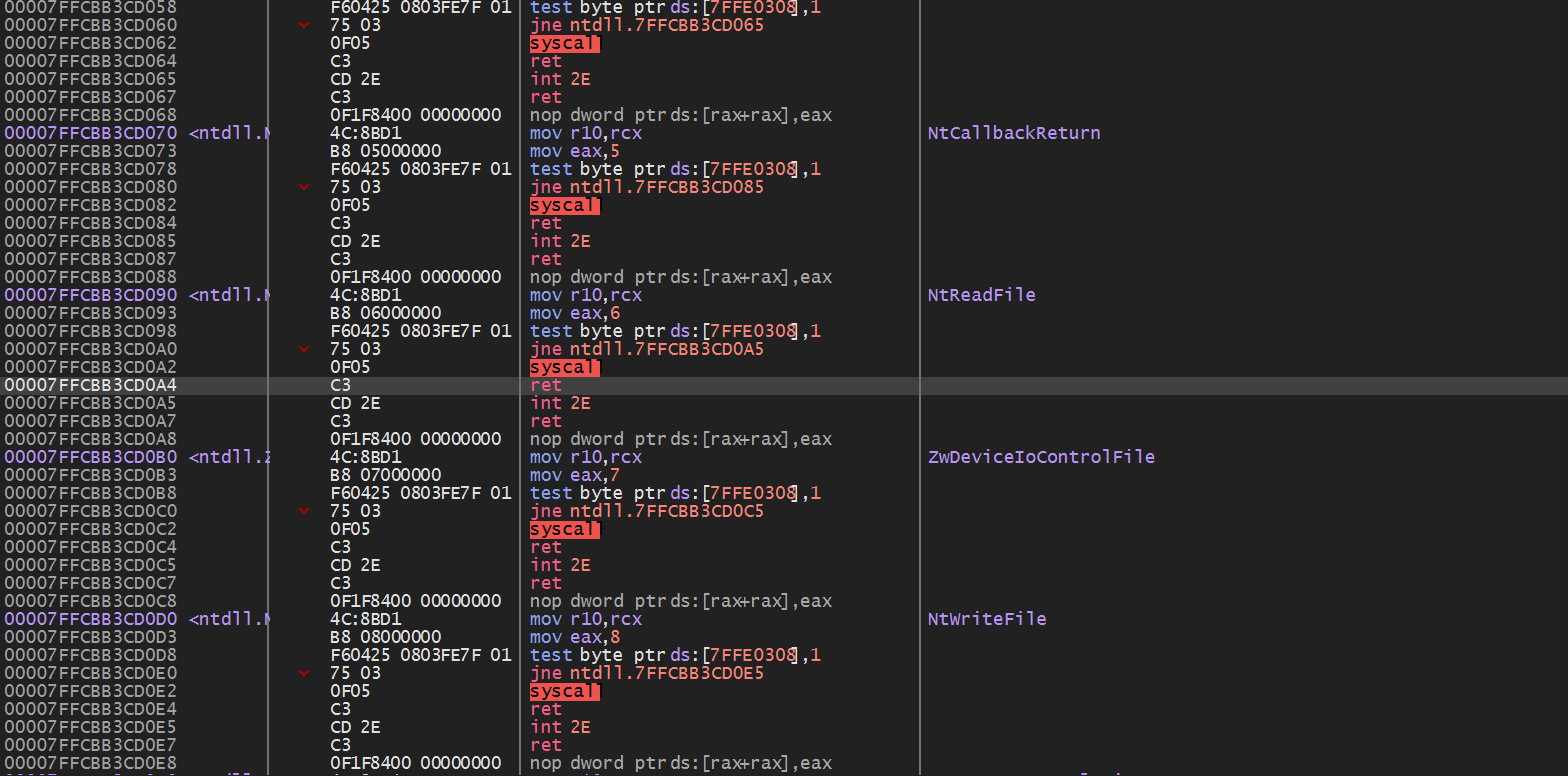 00007FFCBB3CD058 F60425 0803FE7F 01 test byte ptr ds:[7FFE0308],1
00007FFCBB3CD060 75 03 jne ntdll.7FFCBB3CD065
00007FFCBB3CD062 0F05 syscall
00007FFCBB3CD064 C3 ret
00007FFCBB3CD065 CD 2E int 2E
00007FFCBB3CD067 C3 ret
00007FFCBB3CD068 0F1F8400 00000000 nop dword ptr ds:[rax+rax],eax
00007FFCBB3CD070 <ntdll.N 4C:8BD1 mov r10,rcx NtCallbackReturn
00007FFCBB3CD073 B8 05000000 mov eax,5
00007FFCBB3CD078 F60425 0803FE7F 01 test byte ptr ds:[7FFE0308],1
00007FFCBB3CD080 75 03 jne ntdll.7FFCBB3CD085
00007FFCBB3CD082 0F05 syscall
00007FFCBB3CD084 C3 ret
00007FFCBB3CD085 CD 2E int 2E
00007FFCBB3CD087 C3 ret
00007FFCBB3CD088 0F1F8400 00000000 nop dword ptr ds:[rax+rax],eax
00007FFCBB3CD090 <ntdll.N 4C:8BD1 mov r10,rcx NtReadFile
00007FFCBB3CD093 B8 06000000 mov eax,6
00007FFCBB3CD098 F60425 0803FE7F 01 test byte ptr ds:[7FFE0308],1
00007FFCBB3CD0A0 75 03 jne ntdll.7FFCBB3CD0A5
00007FFCBB3CD0A2 0F05 syscall
00007FFCBB3CD0A4 C3 ret
00007FFCBB3CD0A5 CD 2E int 2E
00007FFCBB3CD0A7 C3 ret
00007FFCBB3CD0A8 0F1F8400 00000000 nop dword ptr ds:[rax+rax],eax
00007FFCBB3CD0B0 <ntdll.Z 4C:8BD1 mov r10,rcx ZwDeviceIoControlFile
00007FFCBB3CD0B3 B8 07000000 mov eax,7
00007FFCBB3CD0B8 F60425 0803FE7F 01 test byte ptr ds:[7FFE0308],1
00007FFCBB3CD0C0 75 03 jne ntdll.7FFCBB3CD0C5
00007FFCBB3CD0C2 0F05 syscall
00007FFCBB3CD0C4 C3 ret
00007FFCBB3CD0C5 CD 2E int 2E
00007FFCBB3CD0C7 C3 ret
00007FFCBB3CD0C8 0F1F8400 00000000 nop dword ptr ds:[rax+rax],eax
00007FFCBB3CD0D0 <ntdll.N 4C:8BD1 mov r10,rcx NtWriteFile
00007FFCBB3CD0D3 B8 08000000 mov eax,8
00007FFCBB3CD0D8 F60425 0803FE7F 01 test byte ptr ds:[7FFE0308],1
00007FFCBB3CD0E0 75 03 jne ntdll.7FFCBB3CD0E5
00007FFCBB3CD0E2 0F05 syscall
00007FFCBB3CD0E4 C3 ret
00007FFCBB3CD0E5 CD 2E int 2E
00007FFCBB3CD0E7 C3 ret
00007FFCBB3CD0E8 0F1F8400 00000000 nop dword ptr ds:[rax+rax],eax